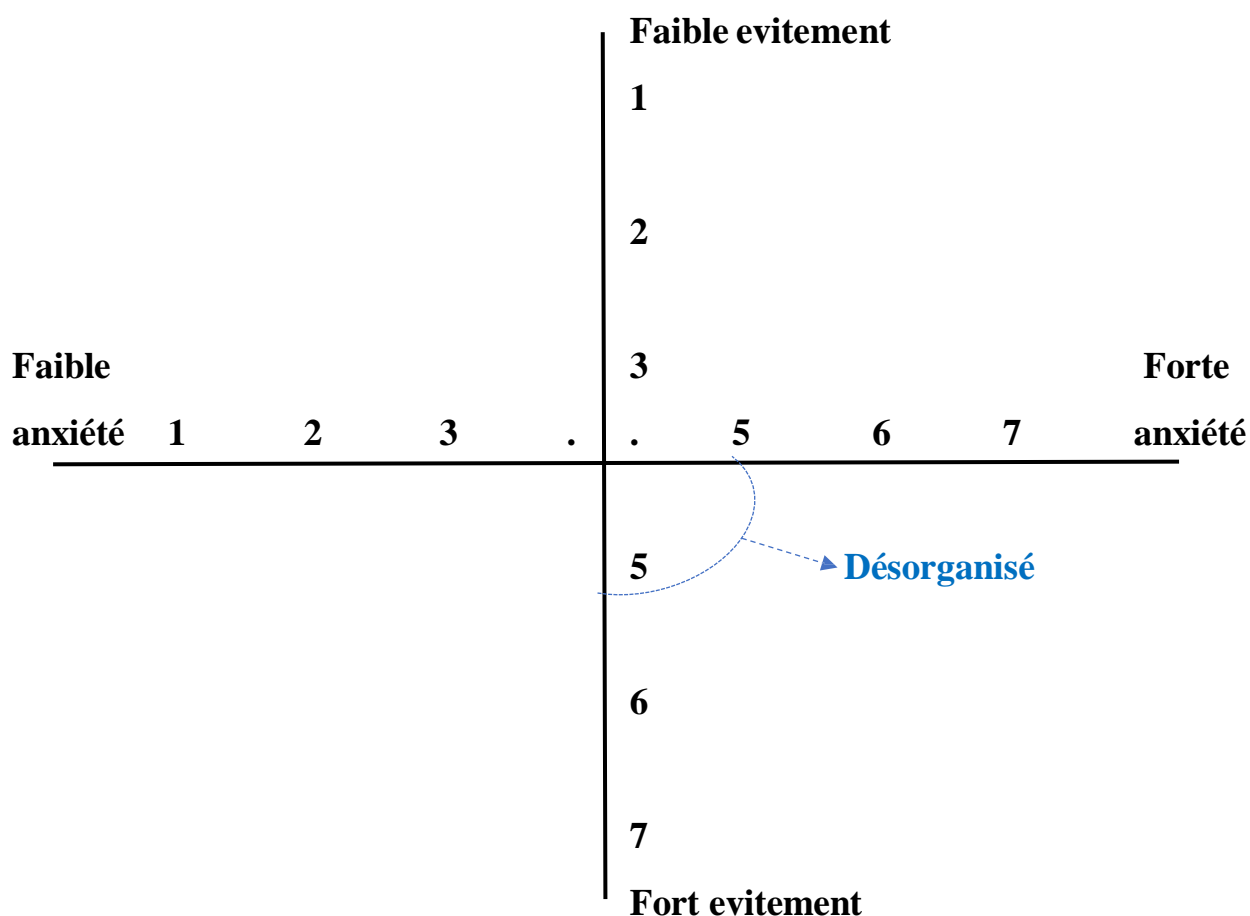 Faible evitement
1
2
Faible 3 Forte
anxiété 1 2 3 . . 5 6 7 anxiété
5 Désorganisé
6
7
Fort evitement